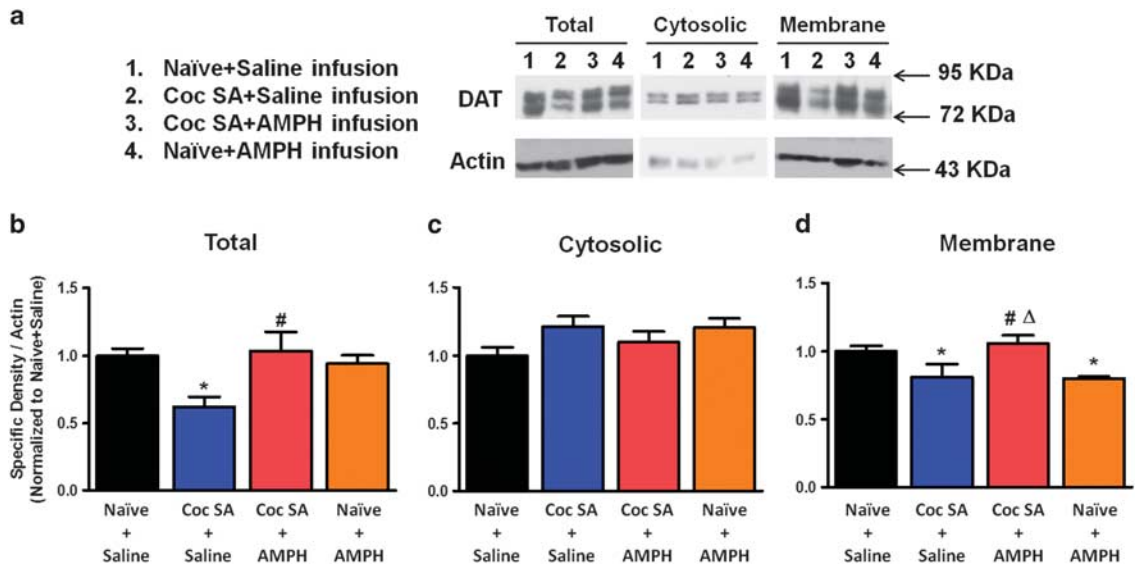 a
Total Cytosolic Membrane
1 2 3 4 1 2 3 4 1 2 3 4
1. Naïve+Saline infusion
2. Coc SA+Saline infusion
3. Coc SA+AMPH infusion
4. Naïve+AMPH infusion
DAT
Actin
95 KDa
72 KDa
43 KDa
b
Total
Specific Density / Actin
(Normalized to Naive+Saline)
1.5
1.0
0.5
0.0
*
#
Naïve + Saline
Coc SA + Saline
Coc SA + AMPH
Naïve + AMPH
c
Cytosolic
1.5
1.0
0.5
0.0
Naïve + Saline
Coc SA + Saline
Coc SA + AMPH
Naïve + AMPH
d
Membrane
1.5
1.0
0.5
0.0
*
# Δ
*
Naïve + Saline
Coc SA + Saline
Coc SA + AMPH
Naïve + AMPH